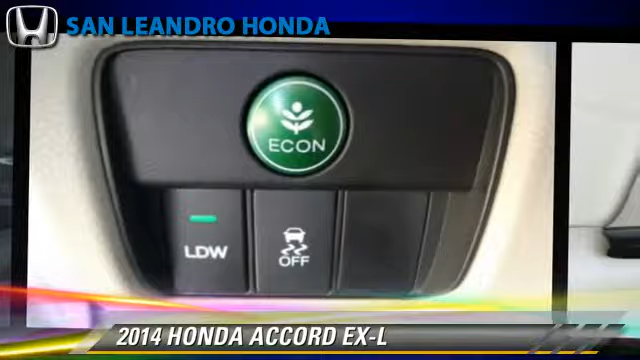 SAN LEANDRO HONDA
ECON
LDW
OFF
2014 HONDA ACCORD EX-L